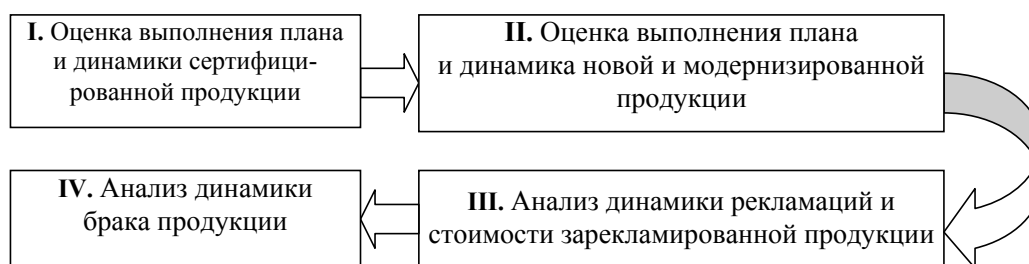 I. Оценка выполнения плана
и динамики сертифици-
рованной продукции
II. Оценка выполнения плана
и динамика новой и модернизированной
продукции
III. Анализ динамики рекламаций и
стоимости зарекламированной продукции
IV. Анализ динамики
брака продукции